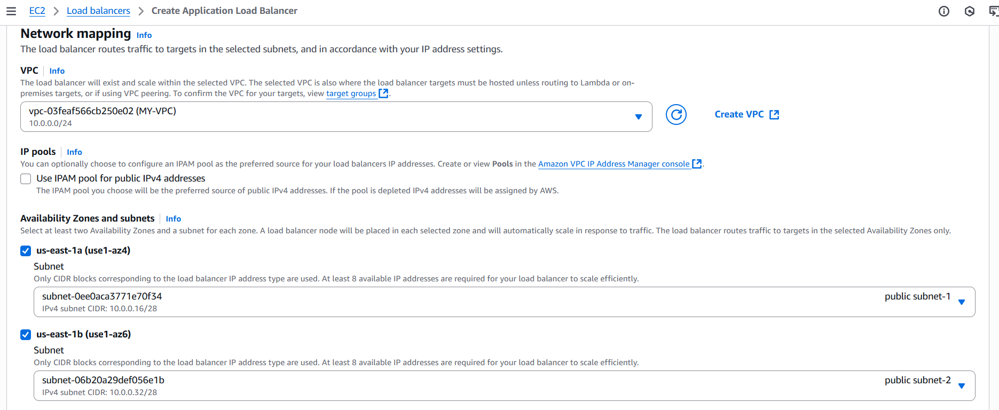 EC2 > Load balancers > Create Application Load Balancer
Network mapping Info
The load balancer routes traffic to targets in the selected subnets, and in accordance with your IP address settings.
VPC Info
The load balancer will exist and scale within the selected VPC. The selected VPC is also where the load balancer targets must be hosted unless routing to Lambda or on-
premises targets, or if using VPC peering. To confirm the VPC for your targets, view target groups.
vpc-03feaf566cb250e02 (MY-VPC)
10.0.0.0/24
Create VPC
IP pools Info
You can optionally choose to configure an IPAM pool as the preferred source for your load balancers IP addresses. Create or view Pools in the Amazon VPC IP Address Manager console.
Use IPAM pool for public IPv4 addresses
The IPAM pool you choose will be the preferred source of public IPv4 addresses. If the pool is depleted IPv4 addresses will be assigned by AWS.
Availability Zones and subnets Info
Select at least two Availability Zones and a subnet for each zone. A load balancer node will be placed in each selected zone and will automatically scale in response to traffic. The load balancer routes traffic to targets in the selected Availability Zones only.
us-east-1a (use1-az4)
Subnet
Only CIDR blocks corresponding to the load balancer IP address type are used. At least 8 available IP addresses are required for your load balancer to scale efficiently.
subnet-0ee0aca3771e70f34 public subnet-1
IPv4 subnet CIDR: 10.0.0.16/28
us-east-1b (use1-az6)
Subnet
Only CIDR blocks corresponding to the load balancer IP address type are used. At least 8 available IP addresses are required for your load balancer to scale efficiently.
subnet-06b20a29def056e1b public subnet-2
IPv4 subnet CIDR: 10.0.0.32/28